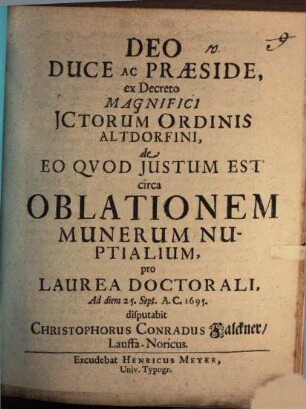 DEO
DUCE AC PRÆSIDE,
ex Decreto
MAGNIFICI
JCTORUM ORDINIS
ALTDORFINI,
de
EO QVOD JUSTUM EST
circa
OBLATIONEM
MUNERUM NU-
PTIALIUM,
pro
LAUREA DOCTORALI.
Ad diem 25. Sept. A.C. 1695.
disputabit
CHRISTOPHORUS CONRADUS Falckner/
Lauffâ-Noricus.
Excudebat HENRICUS MEYER,
Univ. Typogr.